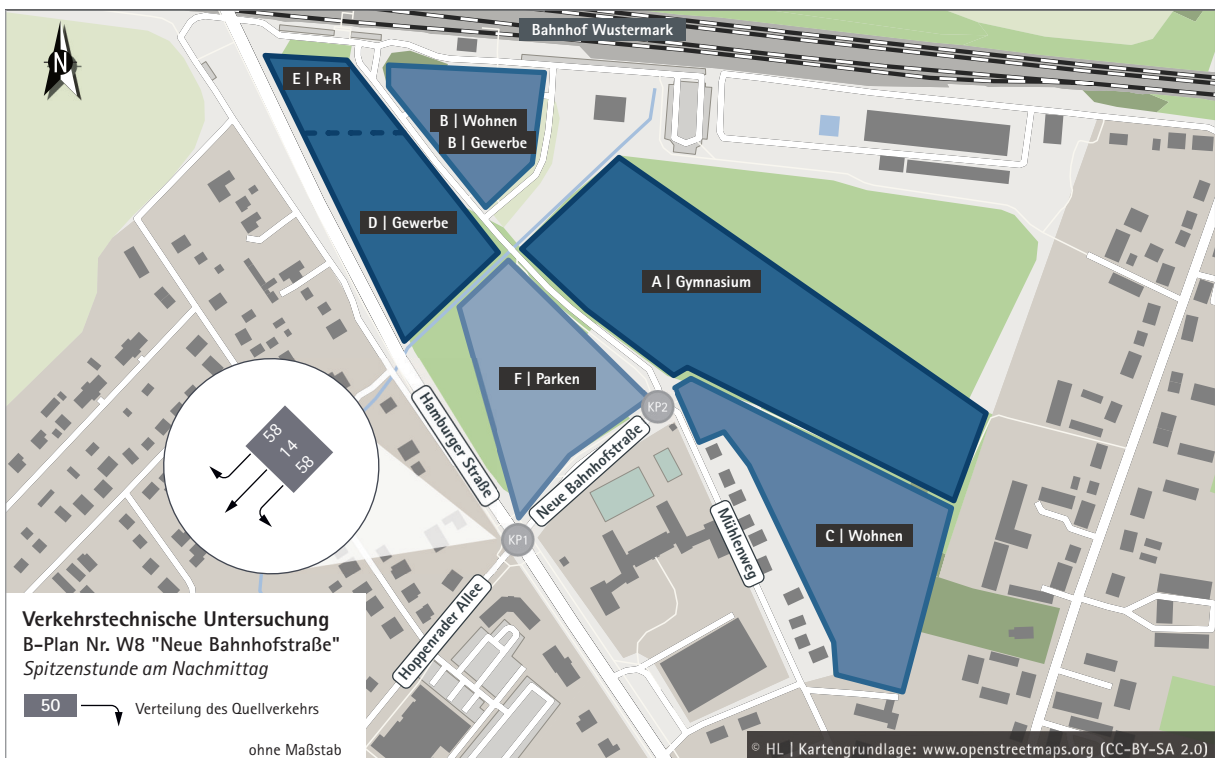 Bahnhof Wustermark
N
E | P+R
B | Wohnen
B | Gewerbe
D | Gewerbe
A | Gymnasium
F | Parken
KP2
58
14
58
Hamburger Straße
Neue Bahnhofstraße
KP1
Mühlenweg
C | Wohnen
Hoppenrader Allee
Verkehrstechnische Untersuchung
B-Plan Nr. W8 "Neue Bahnhofstraße"
Spitzenstunde am Nachmittag
50 Verteilung des Quellverkehrs
ohne Maßstab
© HL | Kartengrundlage: www.openstreetmaps.org (CC-BY-SA 2.0)